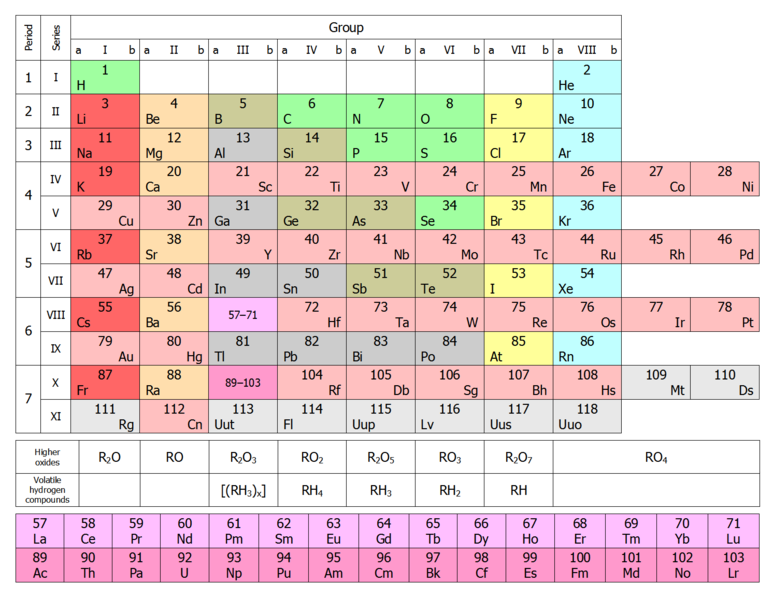 Period Series Group
a I b a II b a III b a IV b a V b a VI b a VII b a VIII b
1 I 1 H 2 He
2 II 3 Li 4 Be 5 B 6 C 7 N 8 O 9 F 10 Ne
3 III 11 Na 12 Mg 13 Al 14 Si 15 P 16 S 17 Cl 18 Ar
4 IV 19 K 20 Ca 21 Sc 22 Ti 23 V 24 Cr 25 Mn 26 Fe 27 Co 28 Ni
V 29 Cu 30 Zn 31 Ga 32 Ge 33 As 34 Se 35 Br 36 Kr
5 VI 37 Rb 38 Sr 39 Y 40 Zr 41 Nb 42 Mo 43 Tc 44 Ru 45 Rh 46 Pd
VII 47 Ag 48 Cd 49 In 50 Sn 51 Sb 52 Te 53 I 54 Xe
6 VIII 55 Cs 56 Ba 57–71 72 Hf 73 Ta 74 W 75 Re 76 Os 77 Ir 78 Pt
IX 79 Au 80 Hg 81 Tl 82 Pb 83 Bi 84 Po 85 At 86 Rn
7 X 87 Fr 88 Ra 89–103 104 Rf 105 Db 106 Sg 107 Bh 108 Hs 109 Mt 110 Ds
XI 111 Rg 112 Cn 113 Uut 114 Fl 115 Uup 116 Lv 117 Uus 118 Uuo
Higher oxides R₂O RO R₂O₃ RO₂ R₂O₅ RO₃ R₂O₇ RO₄
Volatile hydrogen compounds [(RH₃)ₓ] RH₄ RH₃ RH₂ RH
57 58 59 60 61 62 63 64 65 66 67 68 69 70 71
La Ce Pr Nd Pm Sm Eu Gd Tb Dy Ho Er Tm Yb Lu
89 90 91 92 93 94 95 96 97 98 99 100 101 102 103
Ac Th Pa U Np Pu Am Cm Bk Cf Es Fm Md No Lr